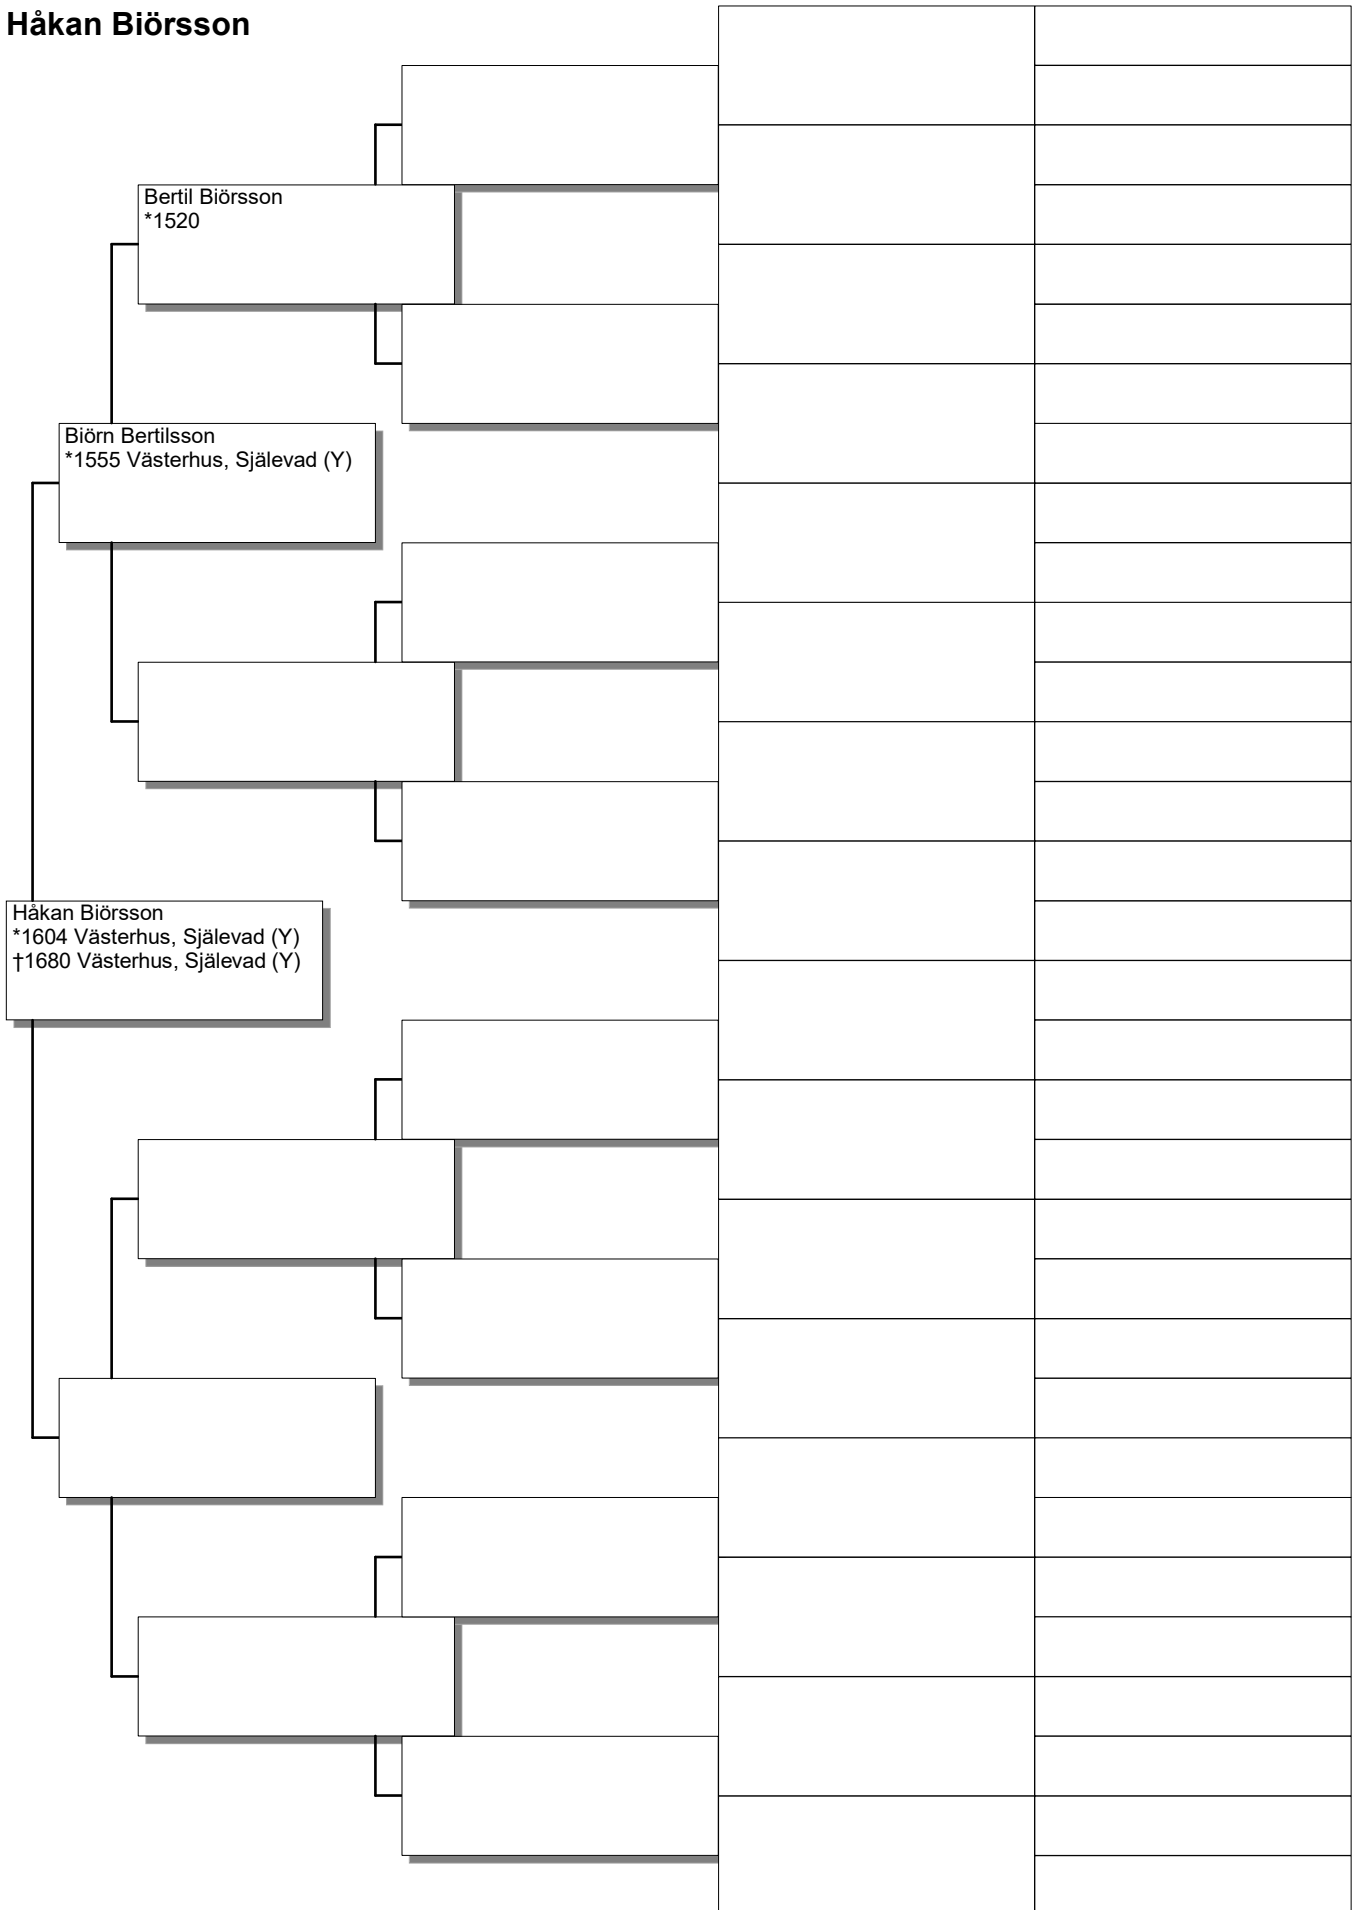 Håkan Biörsson
Bertil Biörsson
*1520
Biörn Bertilsson
*1555 Västerhus, Själevad (Y)
Håkan Biörsson
*1604 Västerhus, Själevad (Y)
†1680 Västerhus, Själevad (Y)